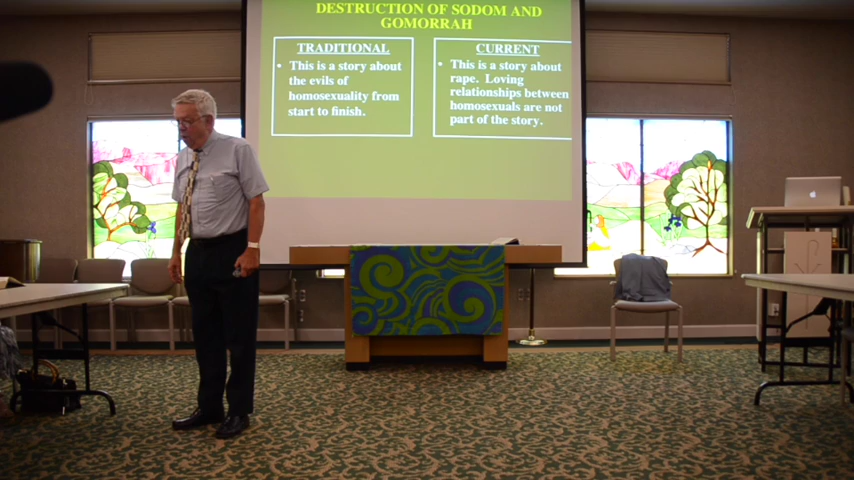 DESTRUCTION OF SODOM AND
GOMORRAH
TRADITIONAL
• This is a story about
the evils of
homosexuality from
start to finish.
CURRENT
• This is a story about
rape. Loving
relationships between
homosexuals are not
part of the story.